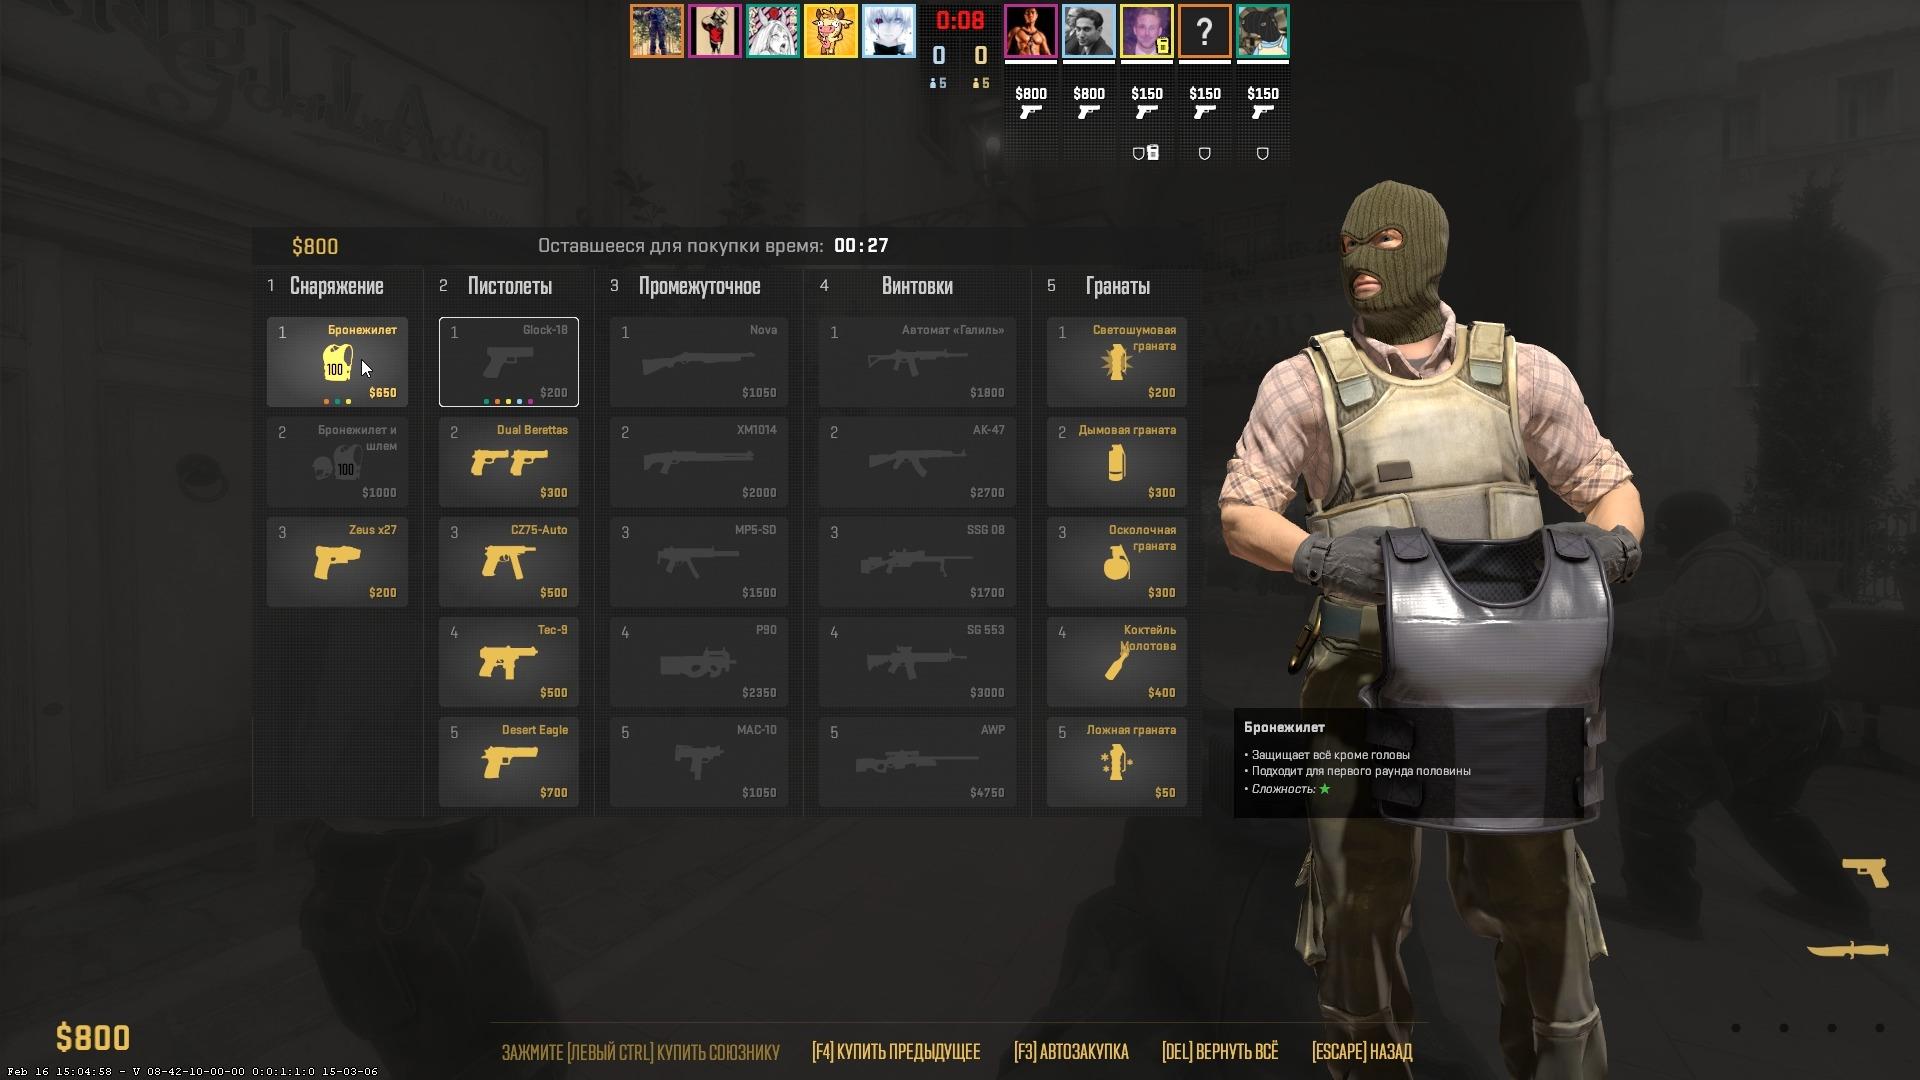 0:08
0 0
5 5
$800 $800 $150 $150 $150
?
$800 Оставшееся для покупки время: 00:27
1 Снаряжение
1 Бронежилет
100
$650
2 Бронежилет и
шлем
100
$1000
3 Zeus x27
$200
2 Пистолеты
1 Glock-18
$200
2 Dual Berettas
$300
3 CZ75-Auto
$500
4 Tec-9
$500
5 Desert Eagle
$700
3 Промежуточное
1 Nova
$1050
2 XM1014
$2000
3 MP5-SD
$1500
4 P90
$2350
5 MAC-10
$1050
4 Винтовки
1 Автомат «Галиль»
$1800
2 AK-47
$2700
3 SSG 08
$1700
4 SG 553
$3000
5 AWP
$4750
5 Гранаты
1 Светошумовая
граната
$200
2 Дымовая граната
$300
3 Осколочная
граната
$300
4 Коктейль
Молотова
$400
5 Ложная граната
$50
Бронежилет
• Защищает всё кроме головы
• Подходит для первого раунда половины
• Сложность: ★
$800
ЗАЖМИТЕ [ЛЕВЫЙ CTRL] КУПИТЬ СОЮЗНИКУ [F4] КУПИТЬ ПРЕДЫДУЩЕЕ [F3] АВТОЗАКУПКА [DEL] ВЕРНУТЬ ВСЁ [ESCAPE] НАЗАД
Feb 16 15:04:58 - V 08-42-10-00-00 0:0:1:1:0 15-03-06